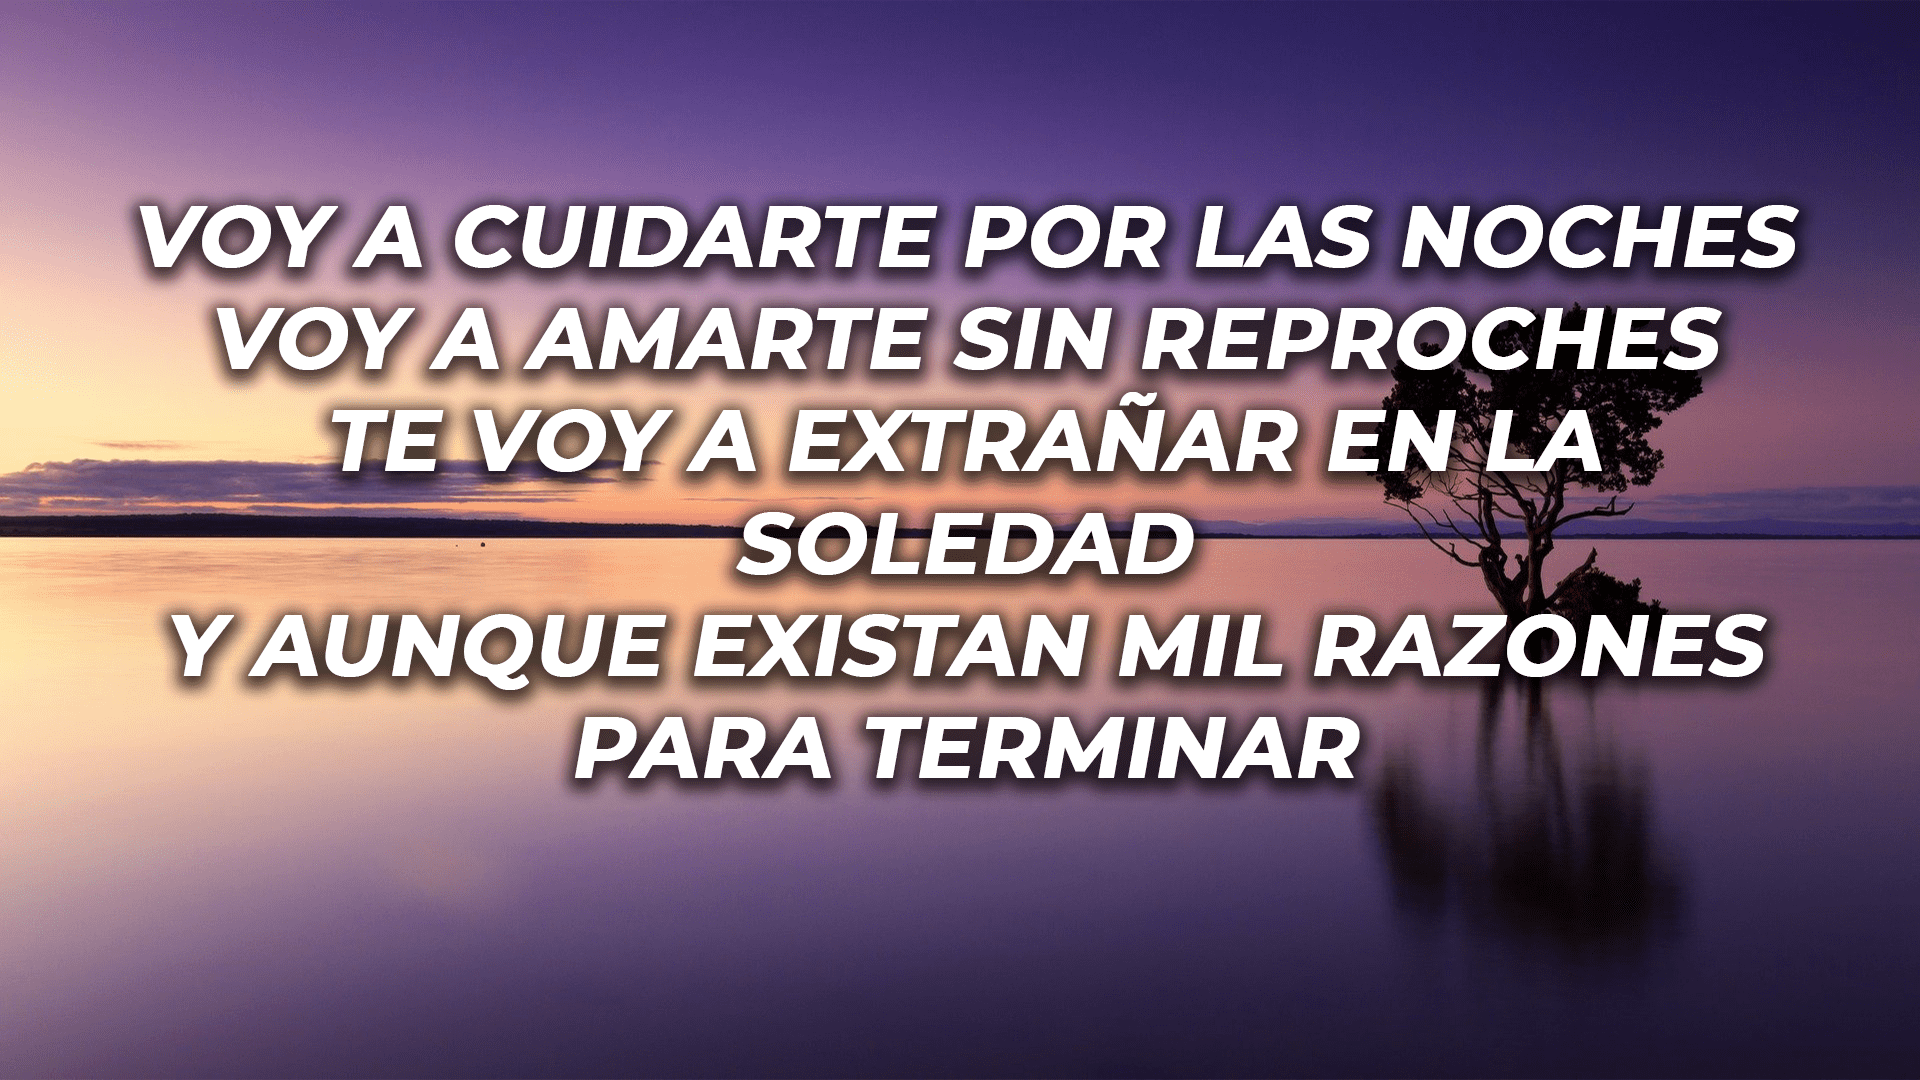 VOY A CUIDARTE POR LAS NOCHES
VOY A AMARTE SIN REPROCHES
TE VOY A EXTRAÑAR EN LA
SOLEDAD
Y AUNQUE EXISTAN MIL RAZONES
PARA TERMINAR